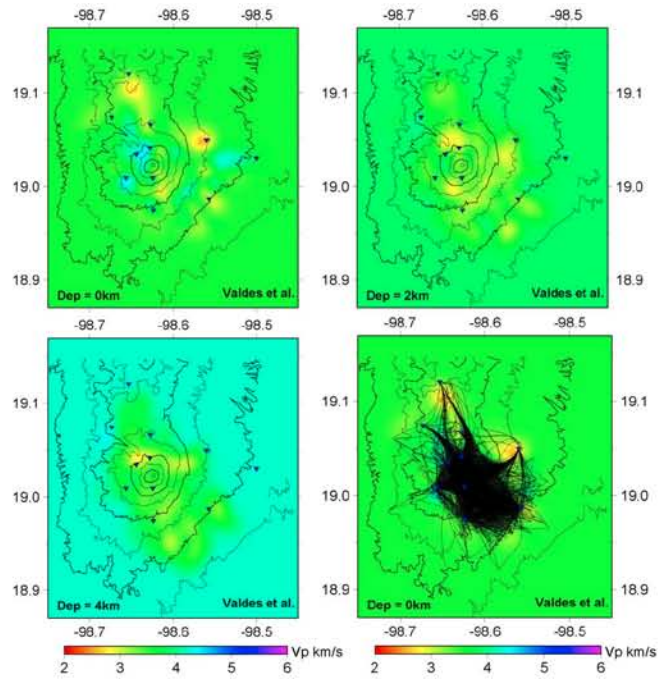 -98.7 -98.6 -98.5 -98.7 -98.6 -98.5
19.1 19.1
19.0 19.0
18.9 18.9
Dep = 0km Valdes et al. Dep = 2km Valdes et al.
-98.7 -98.6 -98.5 -98.7 -98.6 -98.5
19.1 19.1
19.0 19.0
18.9 18.9
Dep = 4km Valdes et al. Dep = 0km Valdes et al.
-98.7 -98.6 -98.5 -98.7 -98.6 -98.5
Vp km/s Vp km/s
2 3 4 5 6 2 3 4 5 6